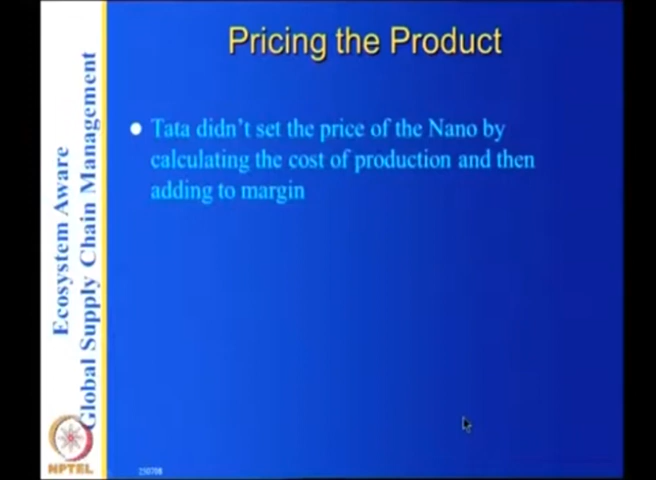 Pricing the Product
Tata didn't set the price of the Nano by
calculating the cost of production and then
adding to margin
Ecosystem Aware
Global Supply Chain Management
NPTEL
250708